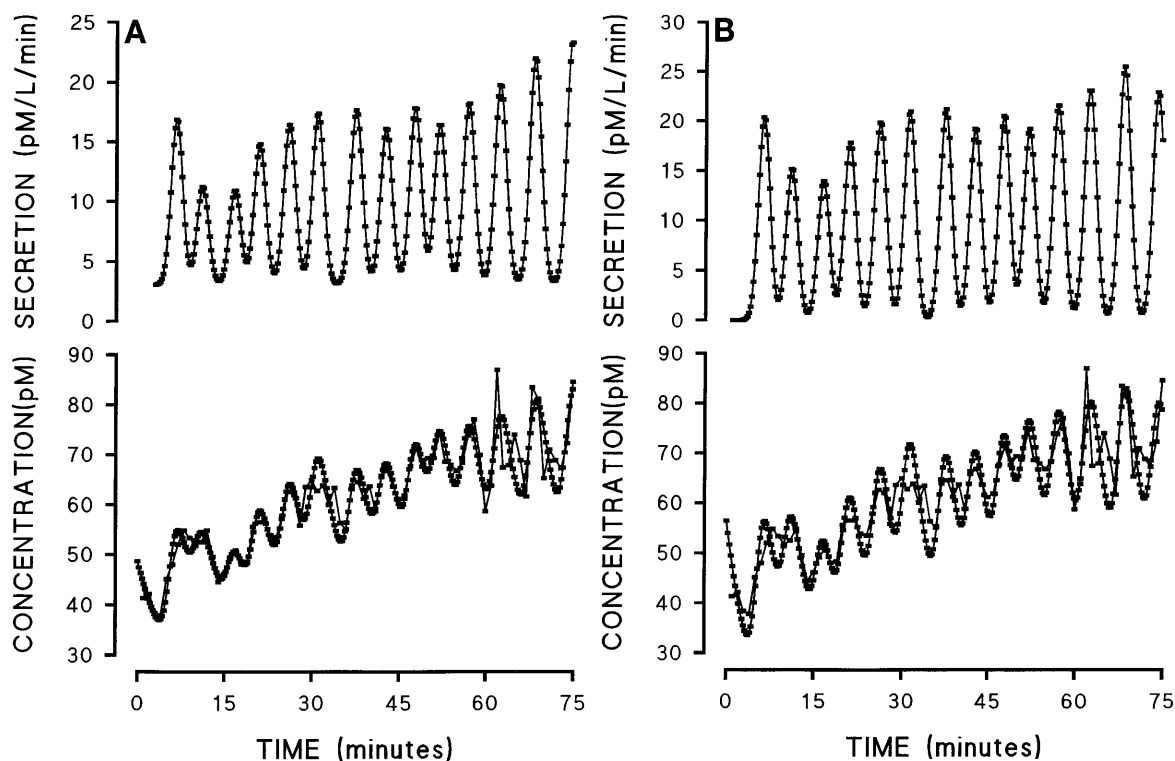 A
SECRETION (pM/L/min)
25
20
15
10
5
0
CONCENTRATION(pM)
90
80
70
60
50
40
30
0 15 30 45 60 75
TIME (minutes)
B
SECRETION (pM/L/min)
30
25
20
15
10
5
0
CONCENTRATION(pM)
90
80
70
60
50
40
30
0 15 30 45 60 75
TIME (minutes)